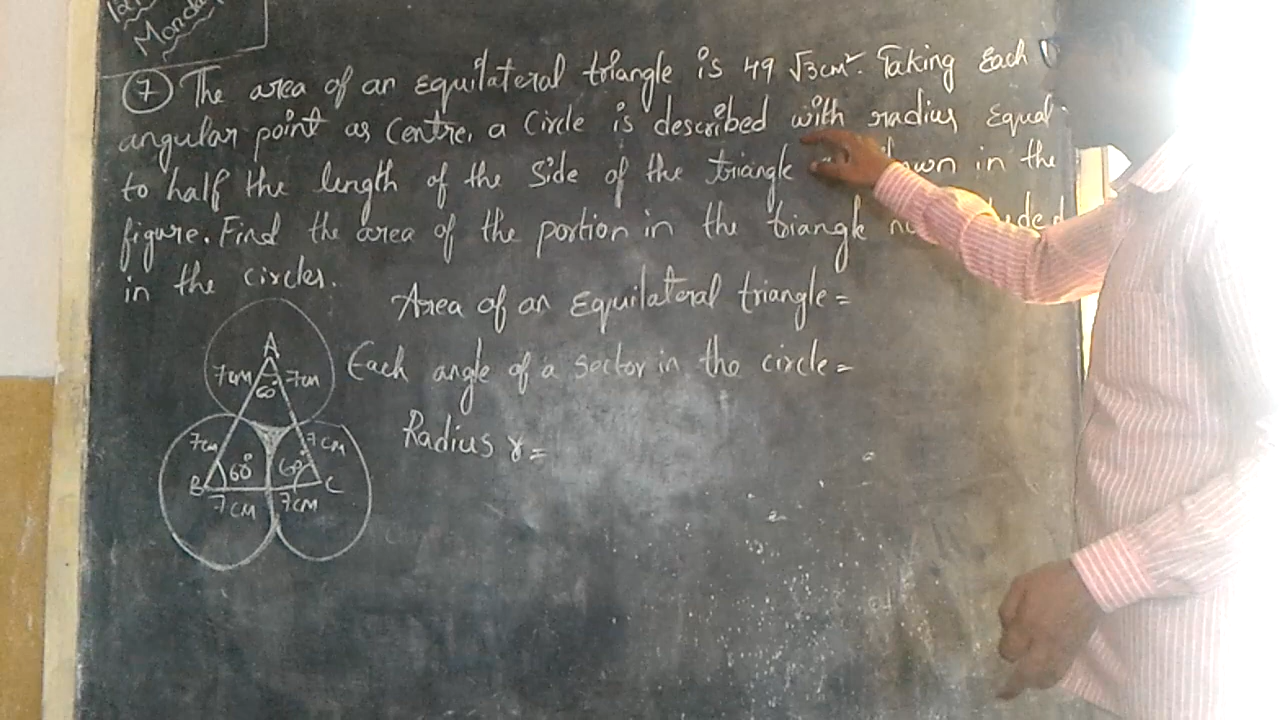 Monday
⑦ The area of an Equilateral triangle is 49 √3cm². Taking Each
angular point as Centre, a Circle is described with radius Equal
to half the length of the Side of the triangle in the
figure. Find the area of the portion in the triangle
in the circles.
Area of an Equilateral triangle=
Each angle of a sector in the circle=
Radius r=
A
7cm 7cm
60°
7cm 7CM
B 60° 60° C
7CM 7CM